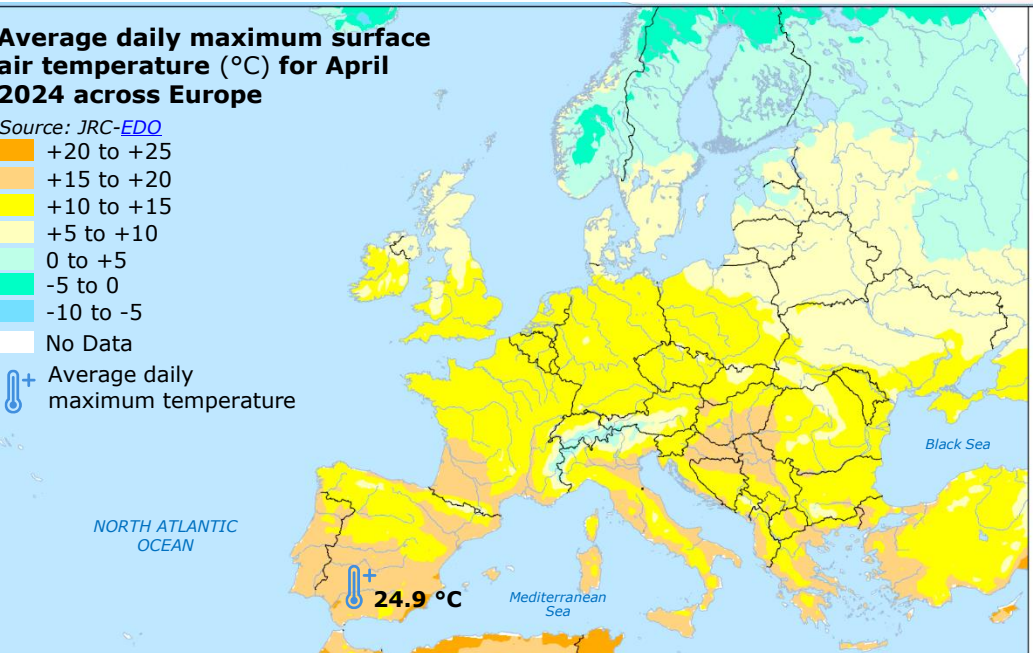 Average daily maximum surface
air temperature (°C) for April
2024 across Europe
Source: JRC-EDO
+20 to +25
+15 to +20
+10 to +15
+5 to +10
0 to +5
-5 to 0
-10 to -5
No Data
Average daily
maximum temperature
Black Sea
NORTH ATLANTIC
OCEAN
24.9 °C
Mediterranean
Sea